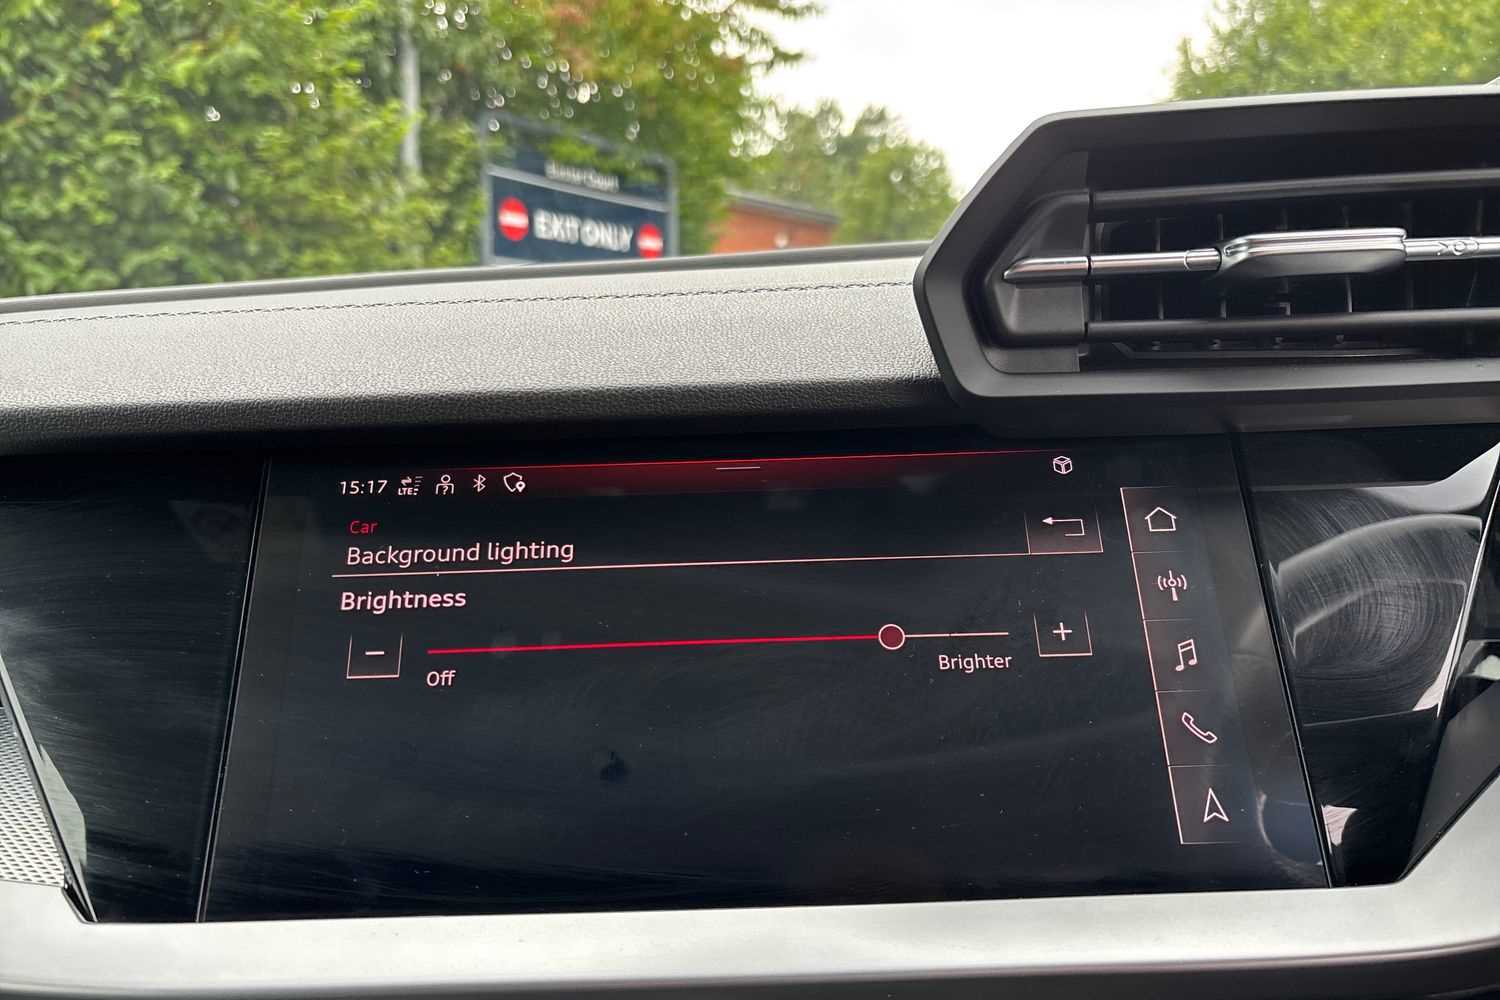 EXIT ONLY
15:17
LTE
Car
Background lighting
Brightness
Off
Brighter